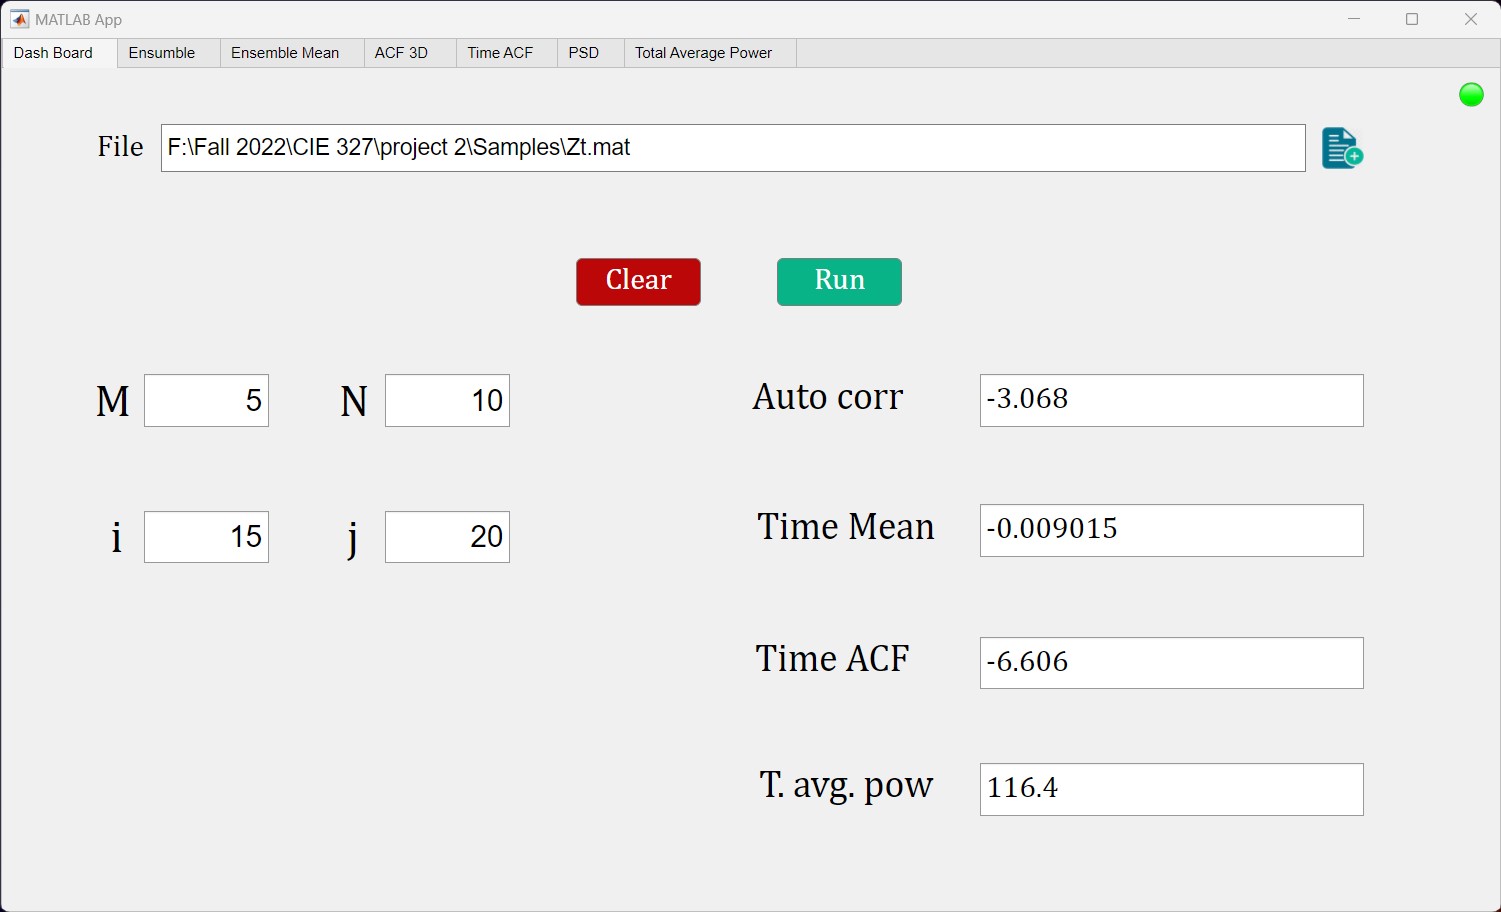 MATLAB App
Dash Board Ensumble Ensemble Mean ACF 3D Time ACF PSD Total Average Power
File F:\Fall 2022\CIE 327\project 2\Samples\Zt.mat
Clear Run
M 5 N 10 Auto corr -3.068
i 15 j 20 Time Mean -0.009015
Time ACF -6.606
T. avg. pow 116.4